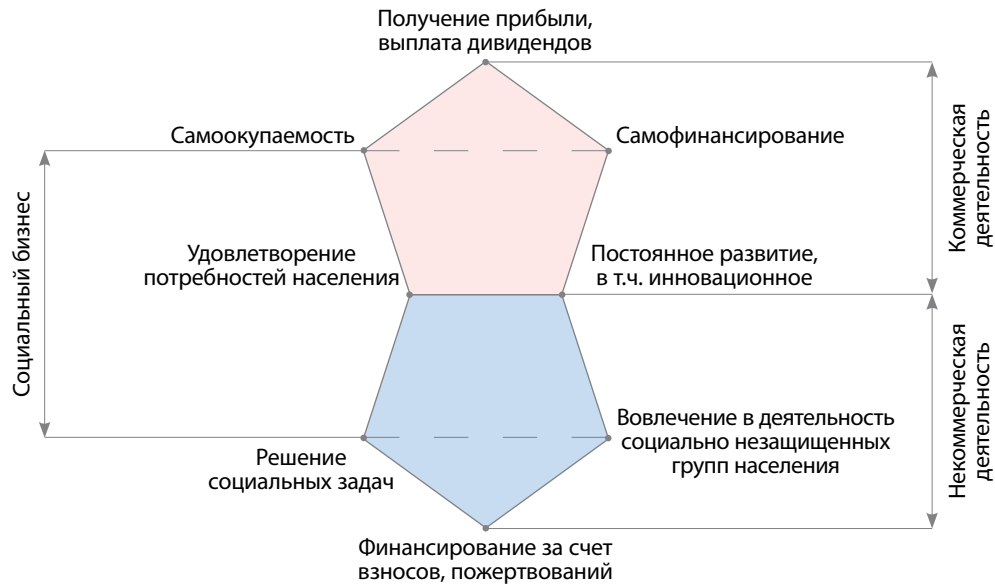 Получение прибыли,
выплата дивидендов
Самоокупаемость
Самофинансирование
Коммерческая
деятельность
Социальный бизнес
Удовлетворение
потребностей населения
Постоянное развитие,
в т.ч. инновационное
Некоммерческая
деятельность
Решение
социальных задач
Вовлечение в деятельность
социально незащищенных
групп населения
Финансирование за счет
взносов, пожертвований